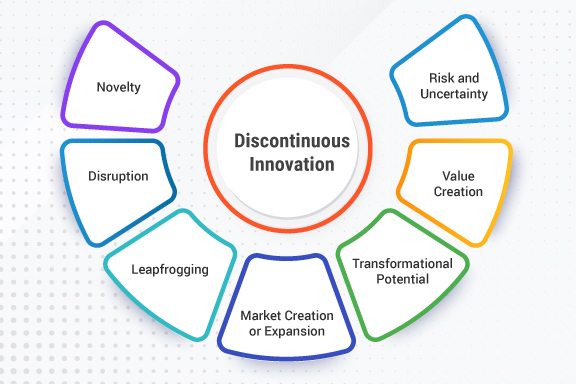 Discontinuous
Innovation
Novelty
Disruption
Leapfrogging
Market Creation
or Expansion
Transformational
Potential
Value
Creation
Risk and
Uncertainty